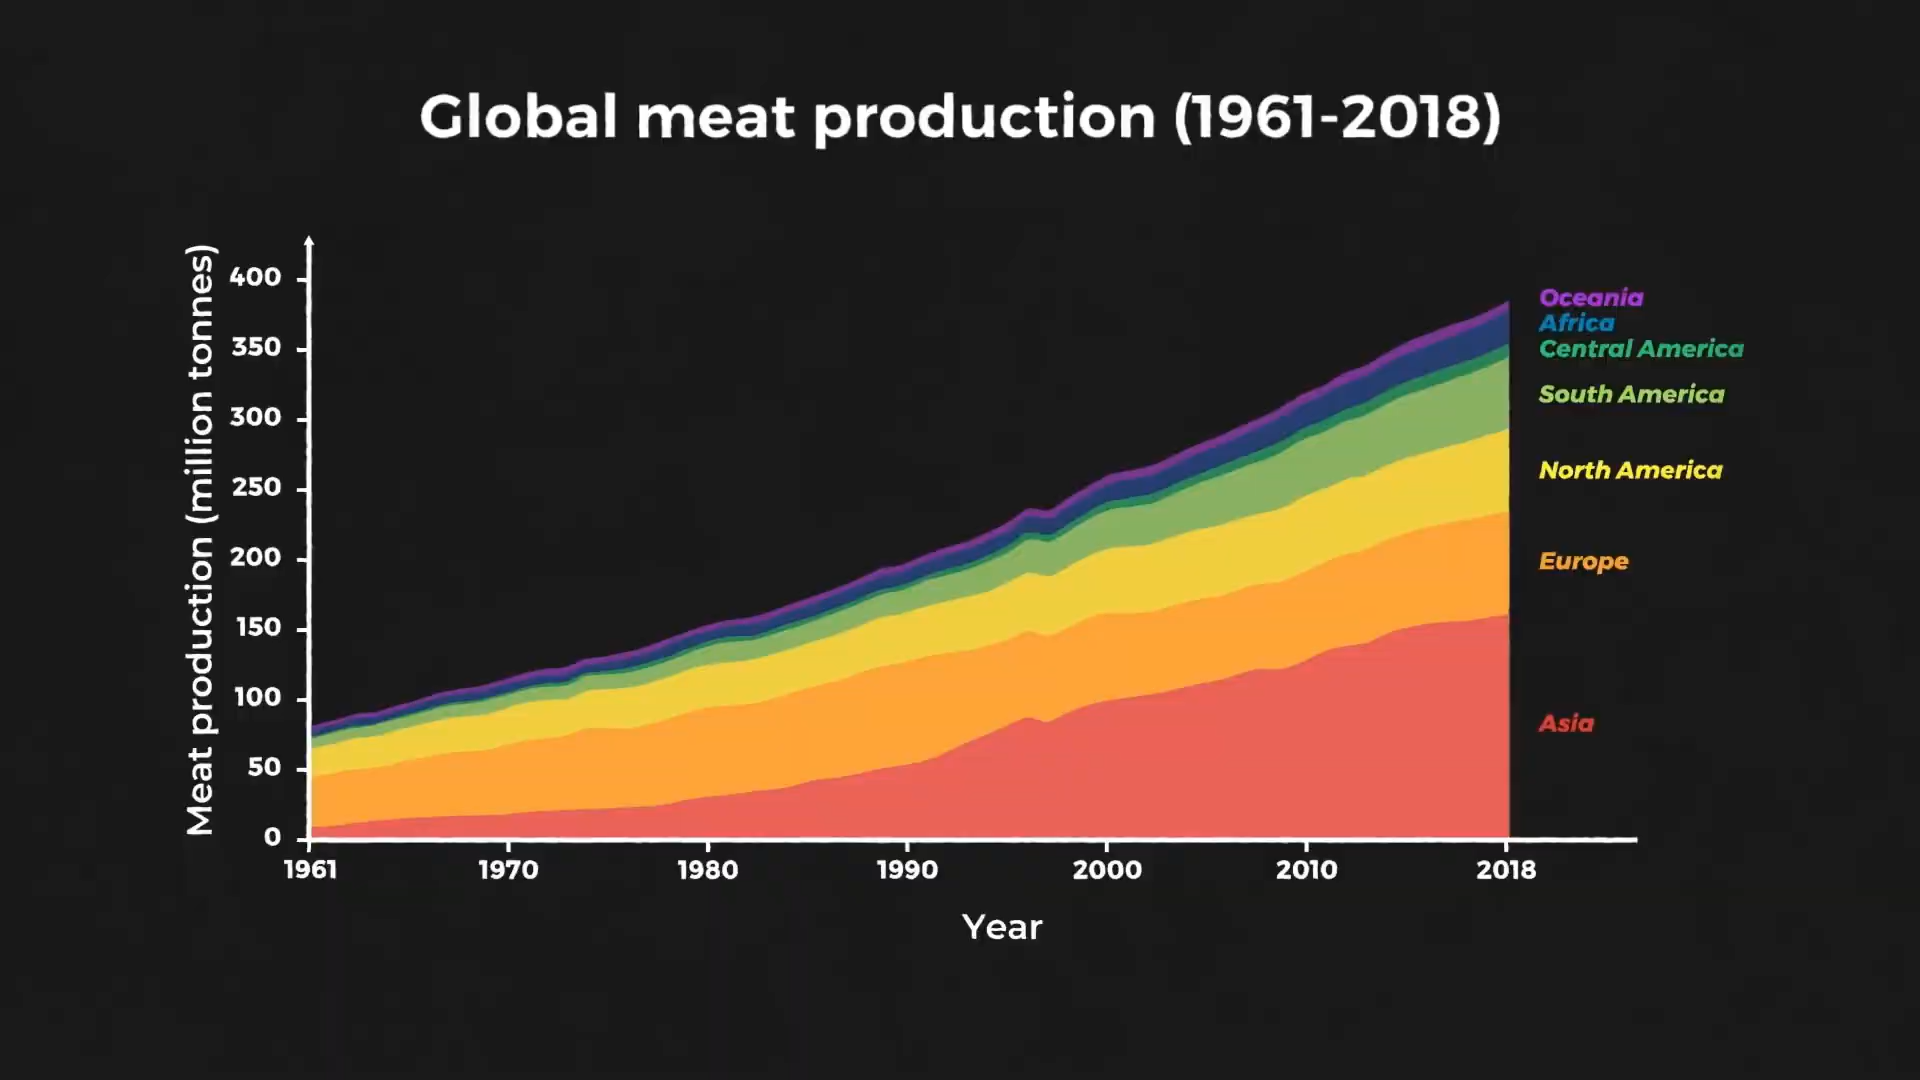 Global meat production (1961-2018)
Meat production (million tonnes)
400
350
300
250
200
150
100
50
0
Oceania
Africa
Central America
South America
North America
Europe
Asia
1961 1970 1980 1990 2000 2010 2018
Year